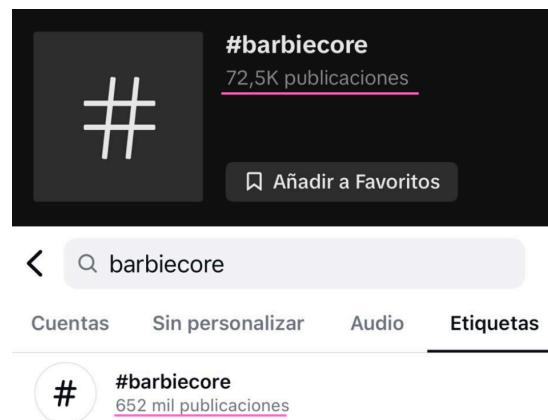 #barbiecore
72,5K publicaciones
Añadir a Favoritos
barbiecore
Cuentas Sin personalizar Audio Etiquetas
#barbiecore
652 mil publicaciones